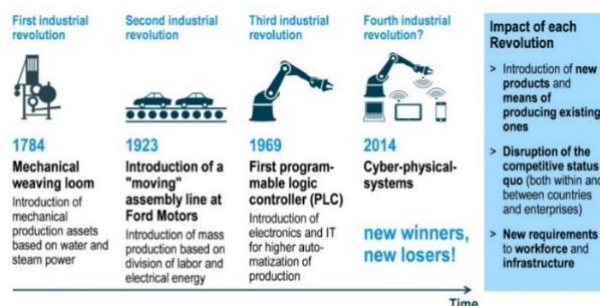 First industrial
revolution
1784
Mechanical
weaving loom
Introduction of
mechanical
production assets
based on water and
steam power
Second industrial
revolution
1923
Introduction of a
"moving"
assembly line at
Ford Motors
Introduction of mass
production based on
division of labor and
electrical energy
Third industrial
revolution
1969
First program-
mable logic
controller (PLC)
Introduction of
electronics and IT
for higher auto-
matization of
production
Fourth industrial
revolution?
2014
Cyber-physical-
systems
new winners,
new losers!
Time
Impact of each
Revolution
> Introduction of new
products and
means of
producing existing
ones
> Disruption of the
competitive status
quo (both within and
between countries
and enterprises)
> New requirements
to workforce and
infrastructure